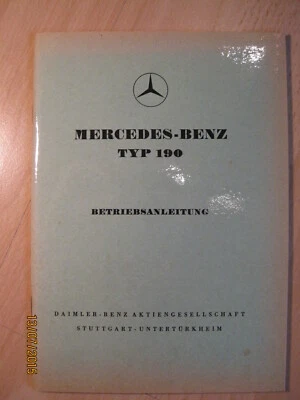 MERCEDES-BENZ
TYP 190
BETRIEBSANLEITUNG
DAIMLER-BENZ AKTIENGESELLSCHAFT
STUTTGART-UNTERTÜRKHEIM